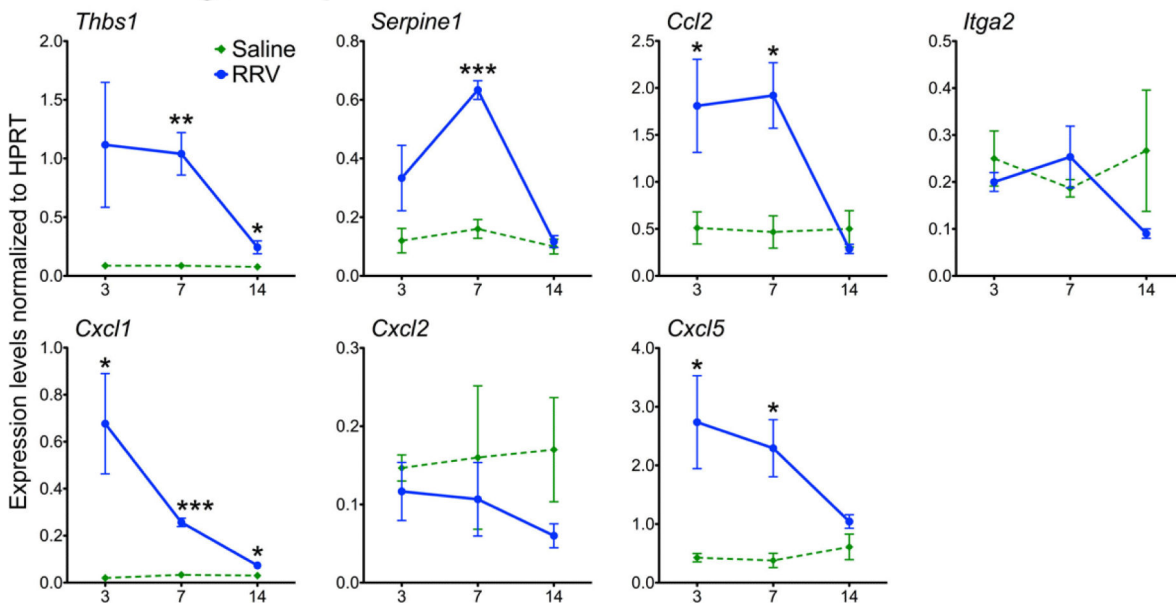 Thbs1
Serpine1
Ccl2
Itga2
Expression levels normalized to HPRT
2.0
1.5
1.0
0.5
0.0
Saline
RRV
**
*
3 7 14
0.8
0.6
0.4
0.2
0.0
***
3 7 14
2.5
2.0
1.5
1.0
0.5
0.0
* *
3 7 14
0.5
0.4
0.3
0.2
0.1
0.0
3 7 14
Cxcl1
Cxcl2
Cxcl5
1.0
0.8
0.6
0.4
0.2
0.0
*
***
*
3 7 14
0.3
0.2
0.1
0.0
3 7 14
4.0
3.0
2.0
1.0
0.0
*
*
3 7 14